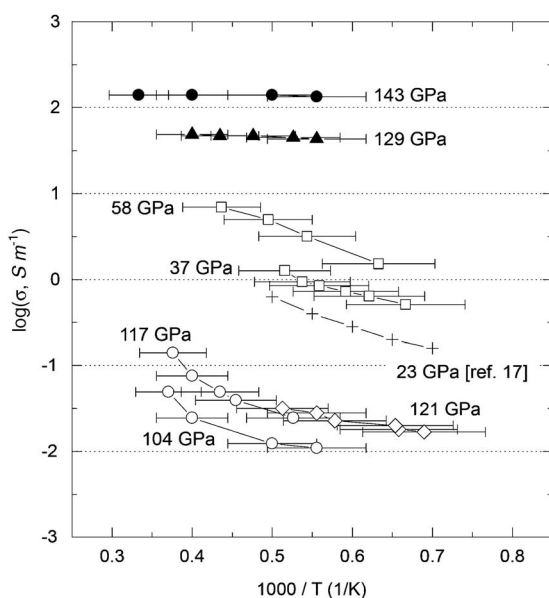 3
2
1
0
-1
-2
-3
log(σ, S m-1)
143 GPa
129 GPa
58 GPa
37 GPa
117 GPa
23 GPa [ref. 17]
121 GPa
104 GPa
0.3 0.4 0.5 0.6 0.7 0.8
1000 / T (1/K)